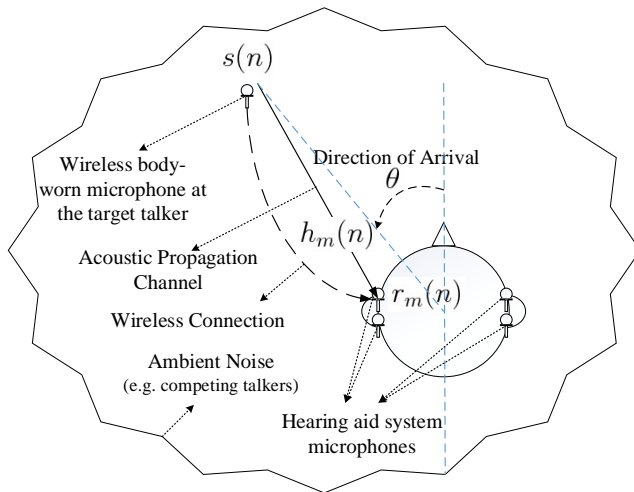 s(n)
Wireless body-
worn microphone at
the target talker
Direction of Arrival
θ
h_m(n)
Acoustic Propagation
Channel
r_m(n)
Wireless Connection
Ambient Noise
(e.g. competing talkers)
Hearing aid system
microphones